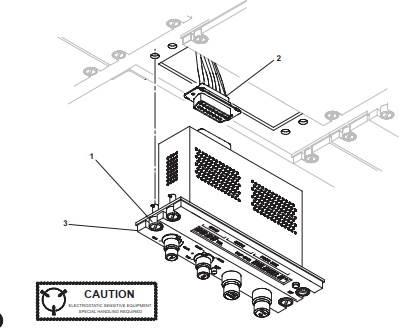 2
1
3
CAUTION
ELECTROSTATIC SENSITIVE EQUIPMENT
SPECIAL HANDLING REQUIRED